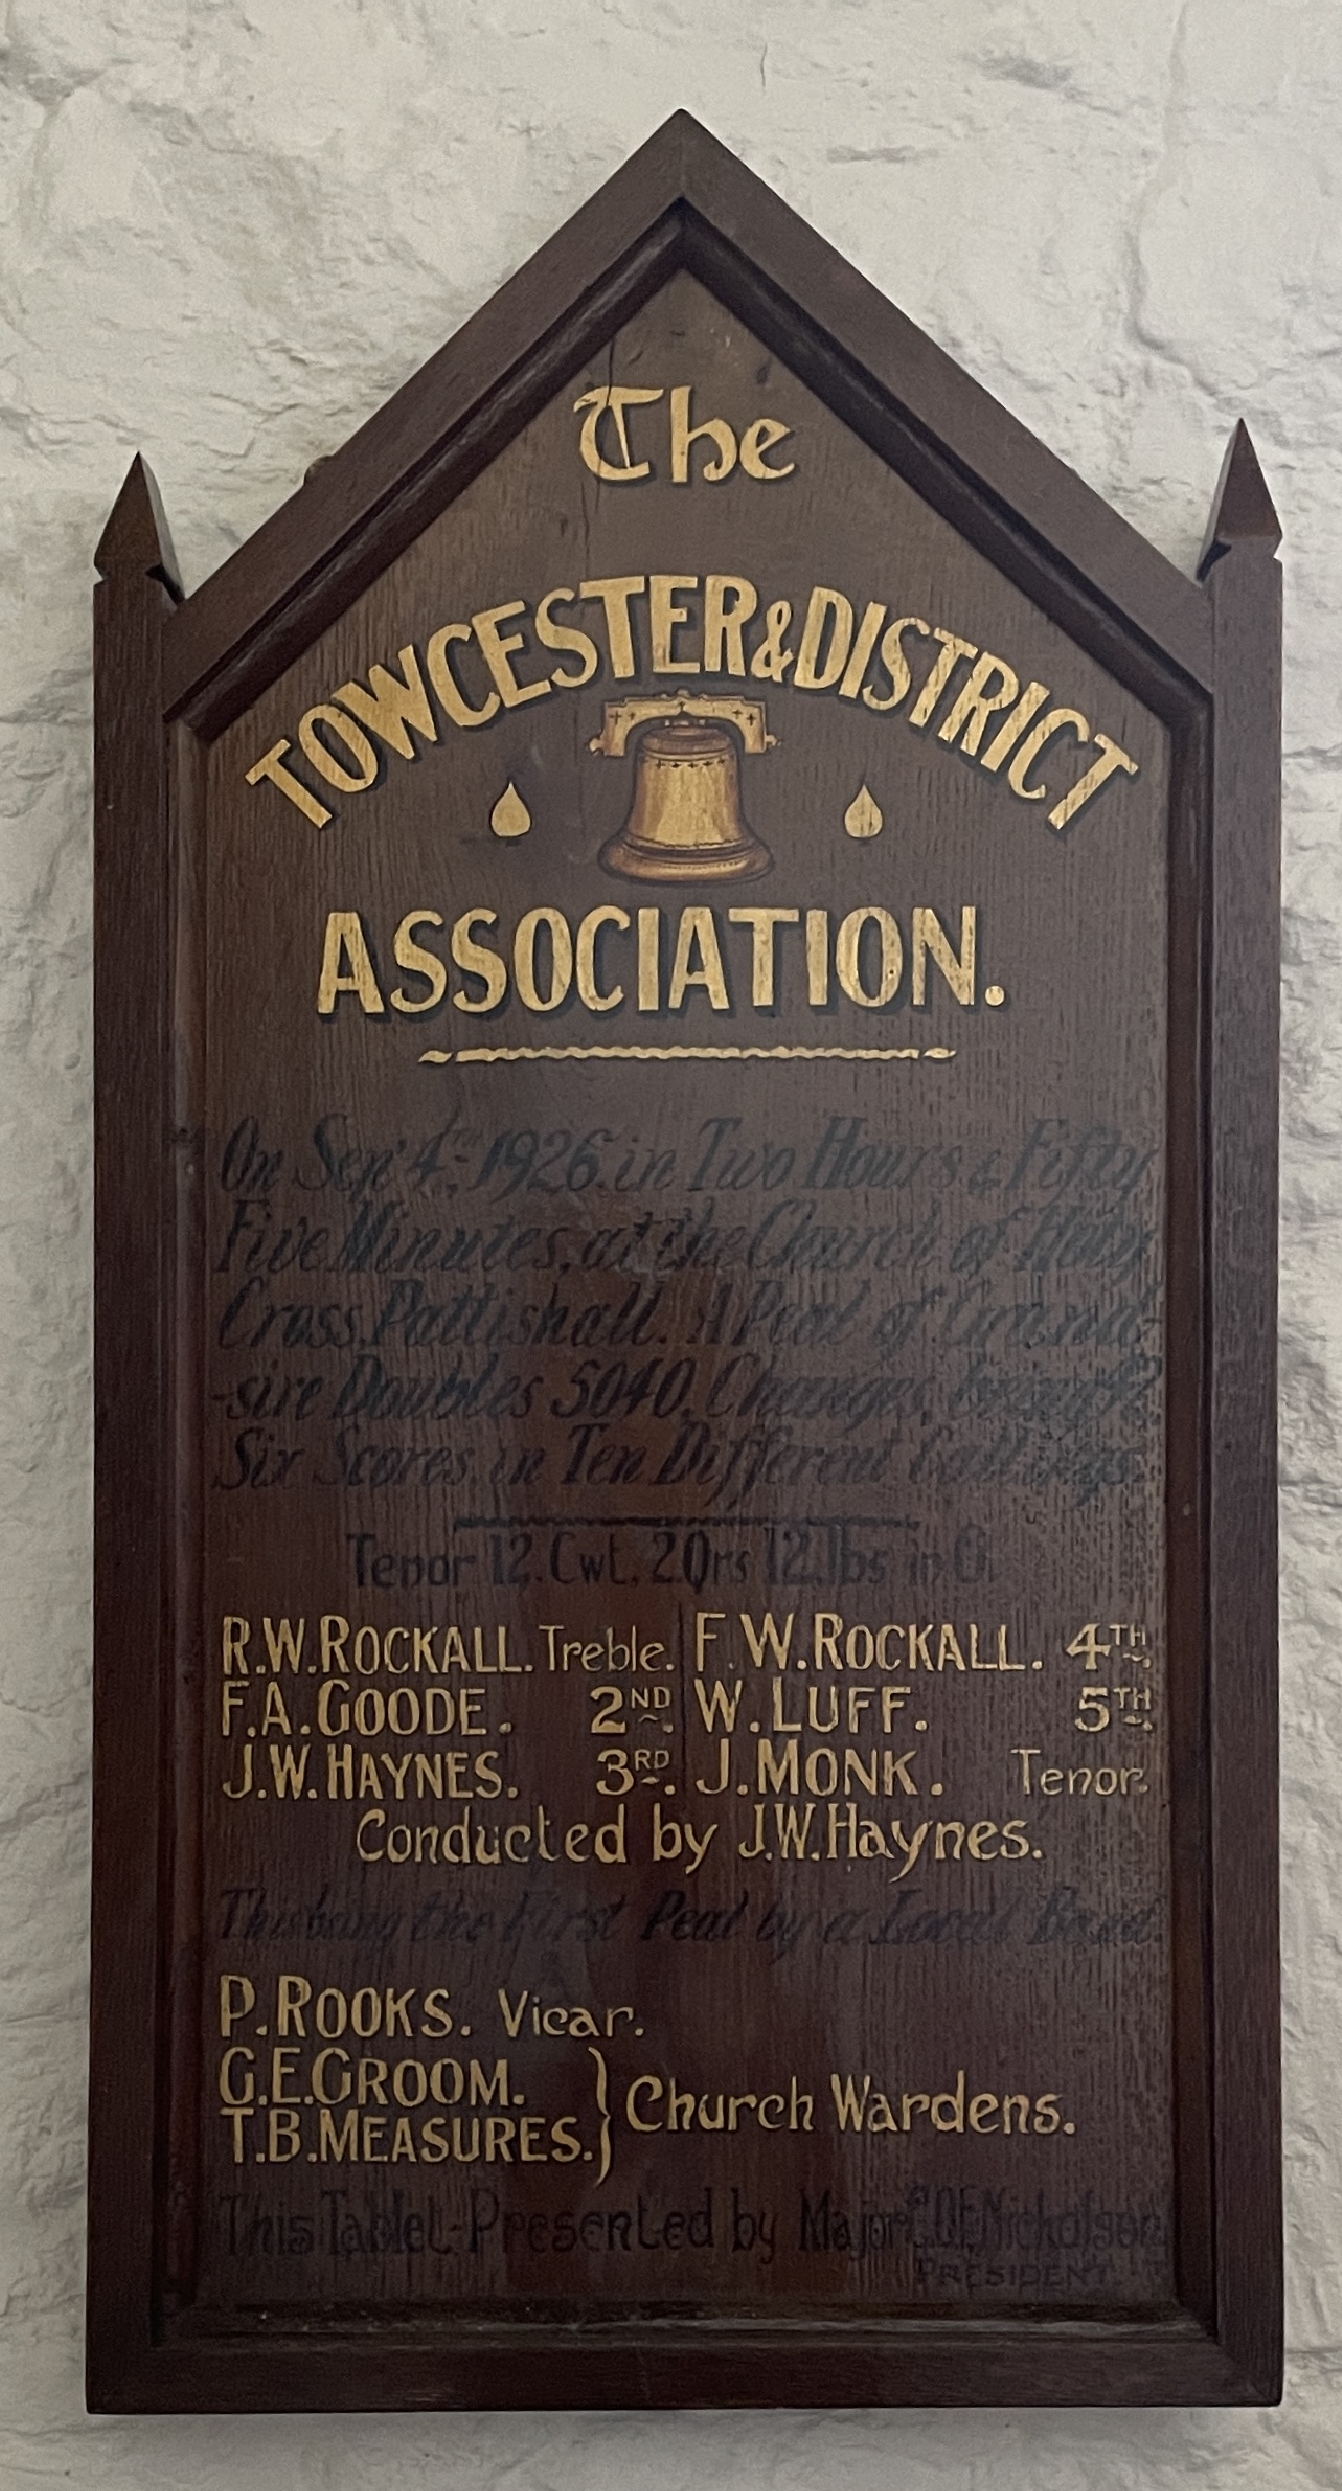 The
TOWCESTER & DISTRICT
ASSOCIATION.
On Sepr 4th 1926. in Two Hours & Fifty
Five Minutes, at the Church of Holy
Cross Pattishall. A Peal of Grand-
-sire Doubles 5040. Changes, being 42
Six Scores in Ten Different Callings.
Tenor 12. Cwt. 2 Qrs 12. lbs in G.
R.W. ROCKALL. Treble. F. W. ROCKALL. 4TH.
F.A. GOODE. 2ND. W. LUFF. 5TH.
J.W. HAYNES. 3RD. J. MONK. Tenor.
Conducted by J.W. Haynes.
This being the First Peal by a Local Band.
P. ROOKS. Vicar.
G.E. GROOM.
T.B. MEASURES. } Church Wardens.
This Tablet Presented by Major Nickolson
PRESIDENT